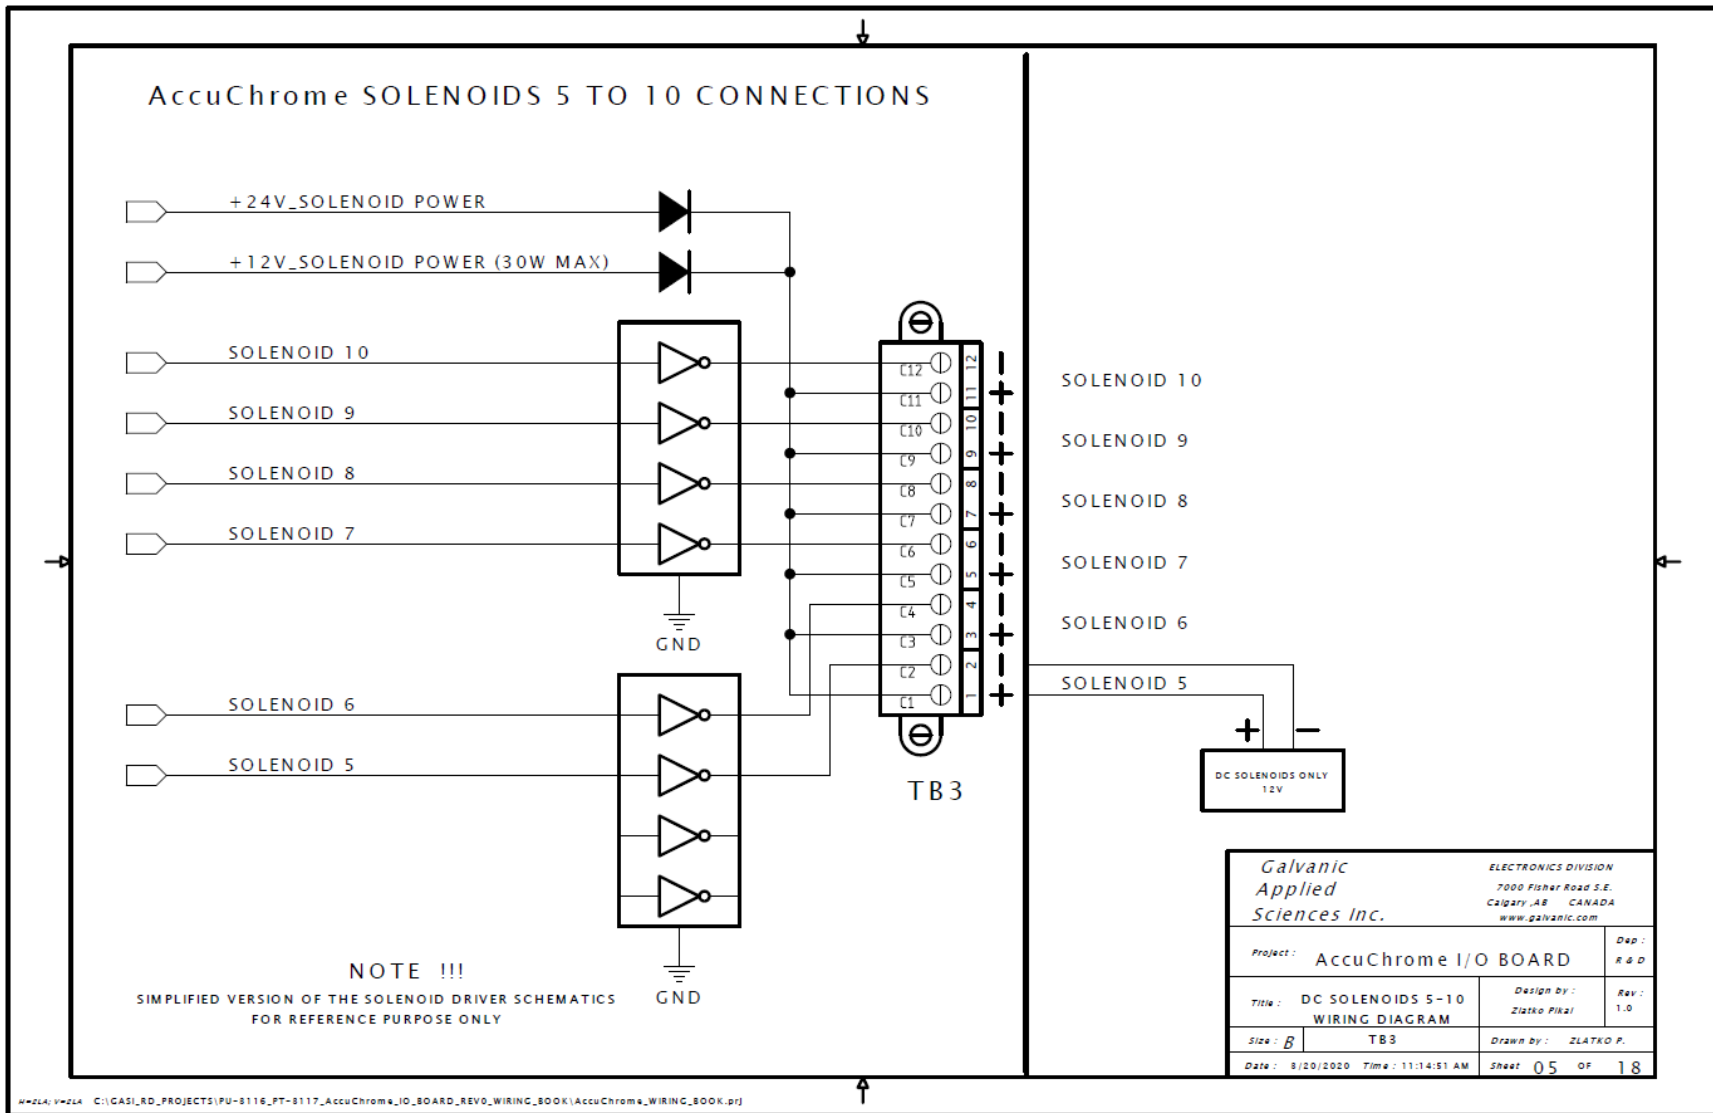 AccuChrome SOLENOIDS 5 TO 10 CONNECTIONS
+24V_SOLENOID POWER
+12V_SOLENOID POWER (30W MAX)
SOLENOID 10
SOLENOID 9
SOLENOID 8
SOLENOID 7
GND
SOLENOID 6
SOLENOID 5
GND
C12 12 −
C11 11 +
C10 10 −
C9 9 +
C8 8 −
C7 7 +
C6 6 −
C5 5 +
C4 4 −
C3 3 +
C2 2 −
C1 1 +
TB3
SOLENOID 10
SOLENOID 9
SOLENOID 8
SOLENOID 7
SOLENOID 6
SOLENOID 5
+ −
DC SOLENOIDS ONLY
12V
NOTE !!!
SIMPLIFIED VERSION OF THE SOLENOID DRIVER SCHEMATICS
FOR REFERENCE PURPOSE ONLY
Galvanic
Applied
Sciences Inc.
ELECTRONICS DIVISION
7000 Fisher Road S.E.
Calgary ,AB CANADA
www.galvanic.com
Project : AccuChrome I/O BOARD
Dep :
R & D
Title : DC SOLENOIDS 5-10
WIRING DIAGRAM
Design by :
Zlatko Pikal
Rev :
1.0
Size : B TB3
Drawn by : ZLATKO P.
Date : 8/20/2020 Time : 11:14:51 AM
Sheet 05 OF 18
H=ZLA; V=ZLA C:\GASI_RD_PROJECTS\PU-8116_PT-8117_AccuChrome_IO_BOARD_REV0_WIRING_BOOK\AccuChrome_WIRING_BOOK.prj